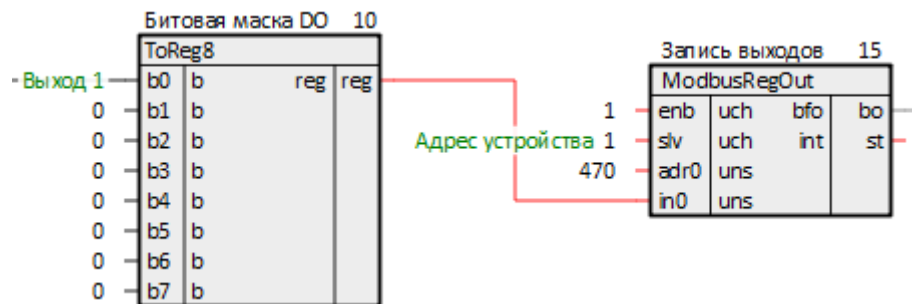 Битовая маска DO 10
ToReg8
Выход 1 b0 b reg reg
0 b1 b
0 b2 b
0 b3 b
0 b4 b
0 b5 b
0 b6 b
0 b7 b
Запись выходов 15
ModbusRegOut
1 enb uch bfo bo
Адрес устройства 1 slv uch int st
470 adr0 uns
in0 uns